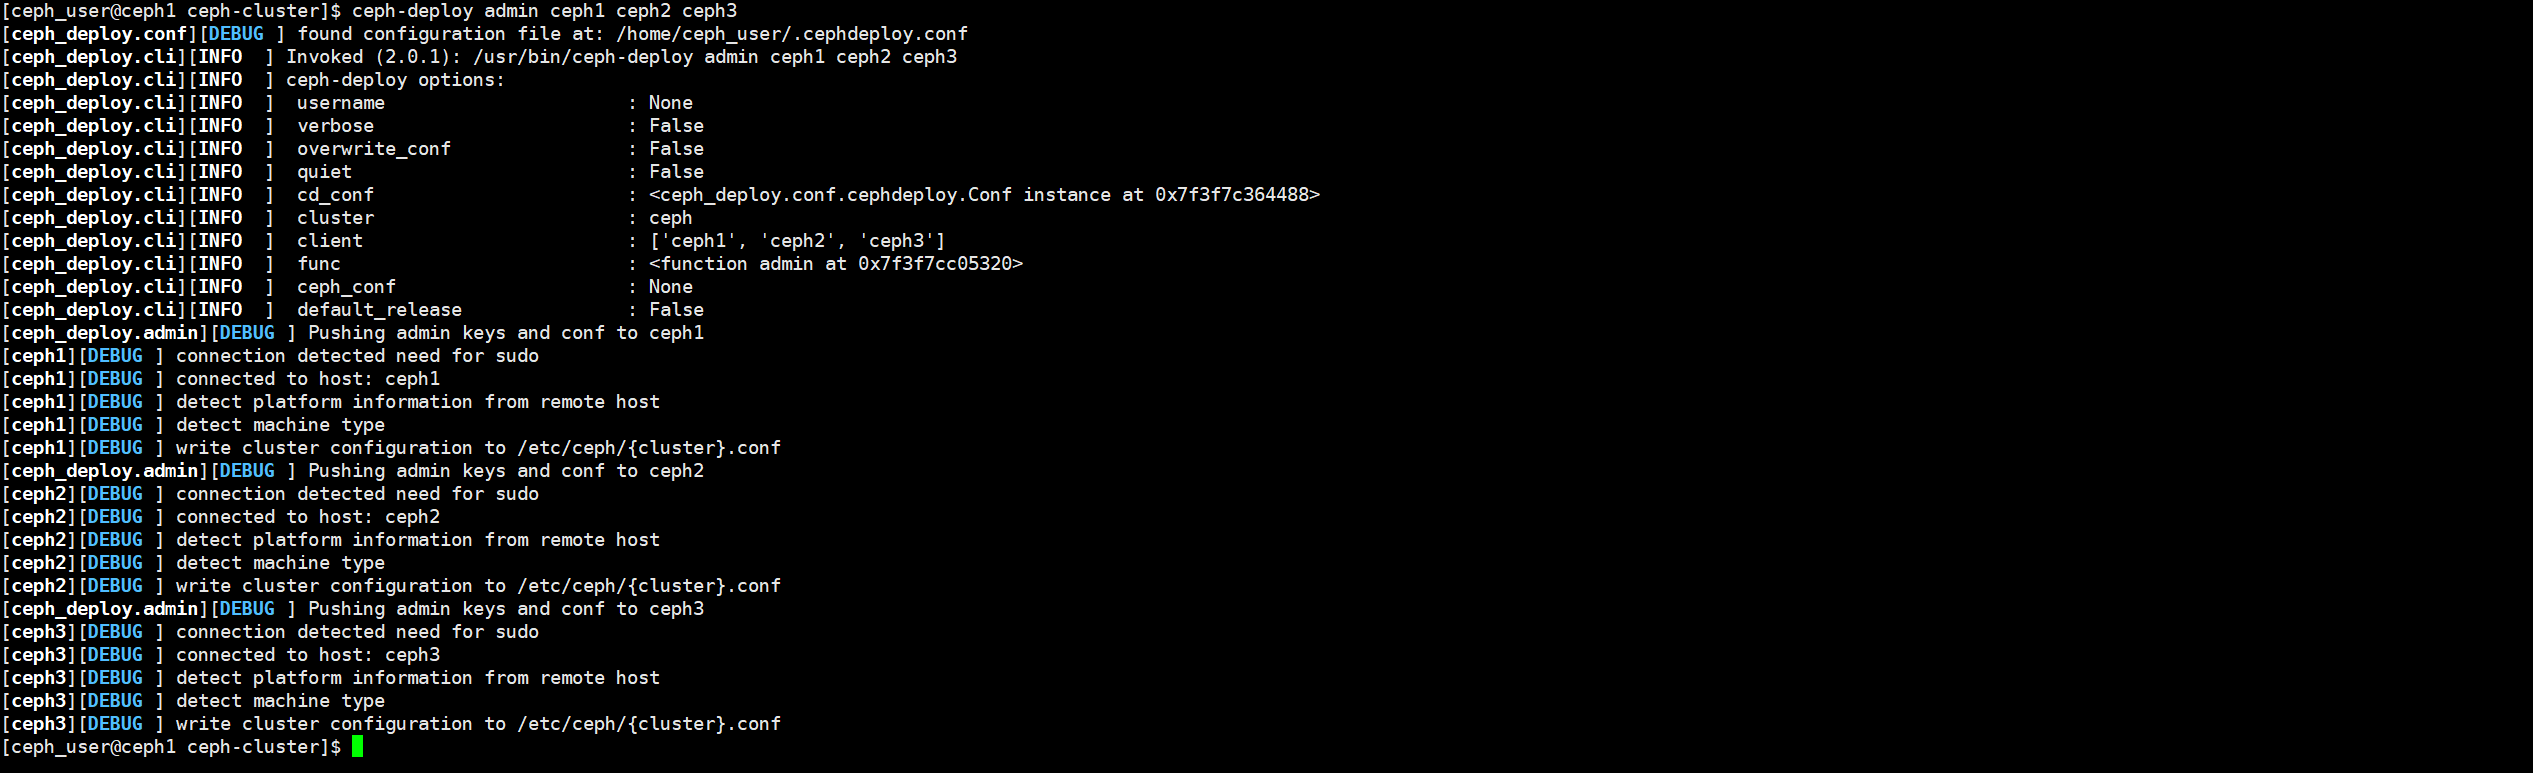 [ceph_user@ceph1 ceph-cluster]$ ceph-deploy admin ceph1 ceph2 ceph3
[ceph_deploy.conf][DEBUG ] found configuration file at: /home/ceph_user/.cephdeploy.conf
[ceph_deploy.cli][INFO  ] Invoked (2.0.1): /usr/bin/ceph-deploy admin ceph1 ceph2 ceph3
[ceph_deploy.cli][INFO  ] ceph-deploy options:
[ceph_deploy.cli][INFO  ]  username                      : None
[ceph_deploy.cli][INFO  ]  verbose                       : False
[ceph_deploy.cli][INFO  ]  overwrite_conf                : False
[ceph_deploy.cli][INFO  ]  quiet                         : False
[ceph_deploy.cli][INFO  ]  cd_conf                       : <ceph_deploy.conf.cephdeploy.Conf instance at 0x7f3f7c364488>
[ceph_deploy.cli][INFO  ]  cluster                       : ceph
[ceph_deploy.cli][INFO  ]  client                        : ['ceph1', 'ceph2', 'ceph3']
[ceph_deploy.cli][INFO  ]  func                          : <function admin at 0x7f3f7cc05320>
[ceph_deploy.cli][INFO  ]  ceph_conf                     : None
[ceph_deploy.cli][INFO  ]  default_release               : False
[ceph_deploy.admin][DEBUG ] Pushing admin keys and conf to ceph1
[ceph1][DEBUG ] connection detected need for sudo
[ceph1][DEBUG ] connected to host: ceph1
[ceph1][DEBUG ] detect platform information from remote host
[ceph1][DEBUG ] detect machine type
[ceph1][DEBUG ] write cluster configuration to /etc/ceph/{cluster}.conf
[ceph_deploy.admin][DEBUG ] Pushing admin keys and conf to ceph2
[ceph2][DEBUG ] connection detected need for sudo
[ceph2][DEBUG ] connected to host: ceph2
[ceph2][DEBUG ] detect platform information from remote host
[ceph2][DEBUG ] detect machine type
[ceph2][DEBUG ] write cluster configuration to /etc/ceph/{cluster}.conf
[ceph_deploy.admin][DEBUG ] Pushing admin keys and conf to ceph3
[ceph3][DEBUG ] connection detected need for sudo
[ceph3][DEBUG ] connected to host: ceph3
[ceph3][DEBUG ] detect platform information from remote host
[ceph3][DEBUG ] detect machine type
[ceph3][DEBUG ] write cluster configuration to /etc/ceph/{cluster}.conf
[ceph_user@ceph1 ceph-cluster]$